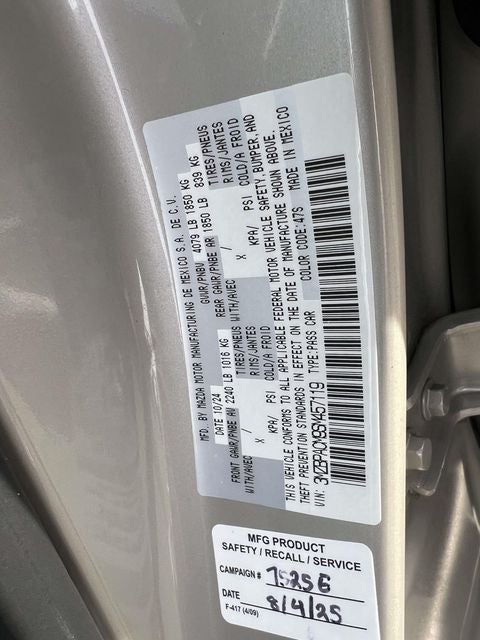 MFD. BY MAZDA MOTOR MANUFACTURING DE MEXICO S.A. DE C.V.
DATE 10/24 GVWR/PNBV 4079 LB 1850 KG
FRONT GAWR/PNBE AV 2240 LB 1016 KG REAR GAWR/PNBE AR 1850 LB 839 KG
WITH/AVEC TIRES/PNEUS WITH/AVEC TIRES/PNEUS
X RIMS/JANTES X RIMS/JANTES
/ KPA/ PSI COLD/A FROID / KPA/ PSI COLD/A FROID
THIS VEHICLE CONFORMS TO ALL APPLICABLE FEDERAL MOTOR VEHICLE SAFETY, BUMPER, AND
THEFT PREVENTION STANDARDS IN EFFECT ON THE DATE OF MANUFACTURE SHOWN ABOVE.
TYPE:PASS CAR COLOR CODE:47S MADE IN MEXICO
MFG PRODUCT
SAFETY / RECALL / SERVICE
CAMPAIGN # 7525E
DATE 8/4/25
F-417 (4/09)